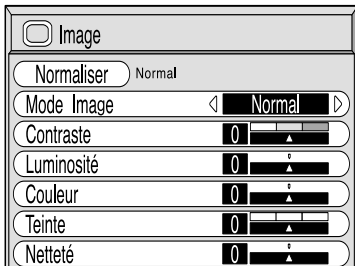 Image
Normaliser Normal
Mode Image Normal
Contraste 0
Luminosité 0
Couleur 0
Teinte 0
Netteté 0